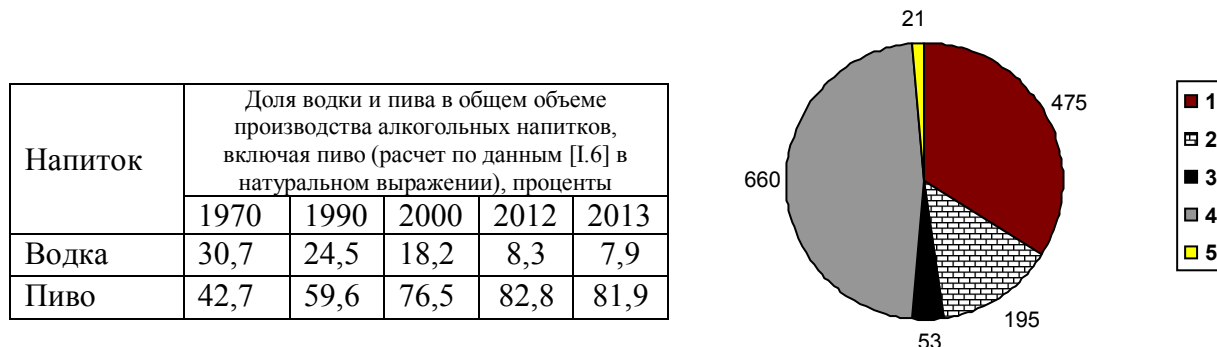 Напиток
Доля водки и пива в общем объеме
производства алкогольных напитков,
включая пиво (расчет по данным [I.6] в
натуральном выражении), проценты
1970 1990 2000 2012 2013
Водка 30,7 24,5 18,2 8,3 7,9
Пиво 42,7 59,6 76,5 82,8 81,9
21
475
660
195
53
1
2
3
4
5